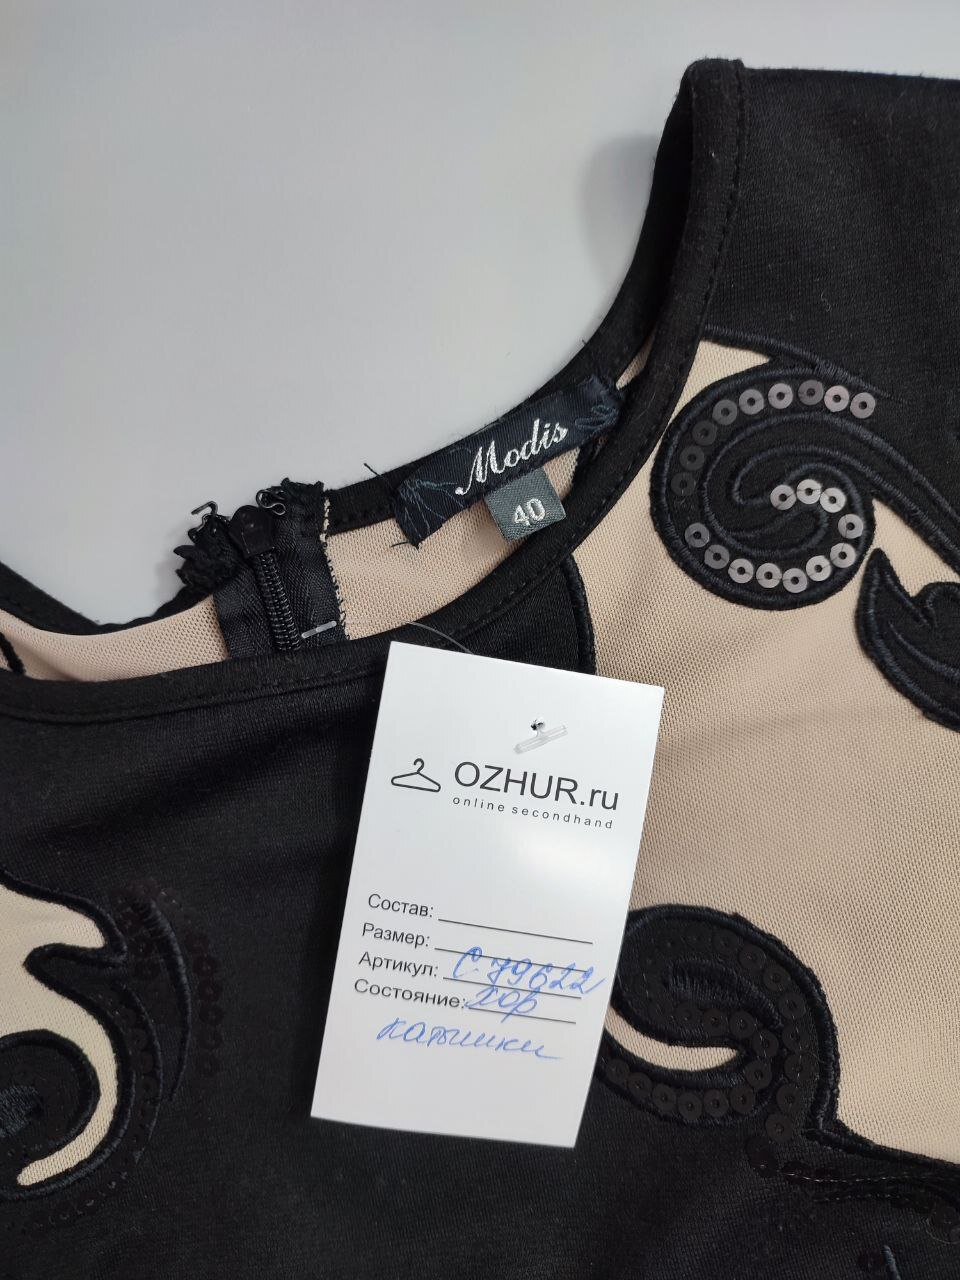 Modis
40
OZHUR.ru
online secondhand
Состав:
Размер:
Артикул: С 79622
Состояние: хор
катышки